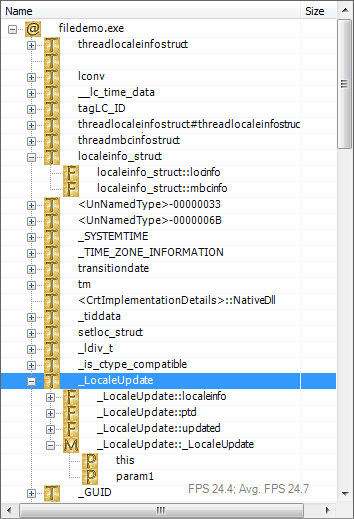 Name Size
@ filedemo.exe
T threadlocaleinfostruct
T
T lconv
T __lc_time_data
T tagLC_ID
T threadlocaleinfostruct#threadlocaleinfostruc
T threadmbcinfostruct
T localeinfo_struct
F localeinfo_struct::locinfo
F localeinfo_struct::mbcinfo
T <UnNamedType>-00000033
T <UnNamedType>-0000006B
T _SYSTEMTIME
T _TIME_ZONE_INFORMATION
T transitiondate
T tm
T <CrtImplementationDetails>::NativeDll
T _tiddata
T setloc_struct
T _ldiv_t
T _is_ctype_compatible
T _LocaleUpdate
F _LocaleUpdate::localeinfo
F _LocaleUpdate::ptd
F _LocaleUpdate::updated
M _LocaleUpdate::_LocaleUpdate
P this
P param1
T _GUID
FPS 24.4; Avg. FPS 24.7